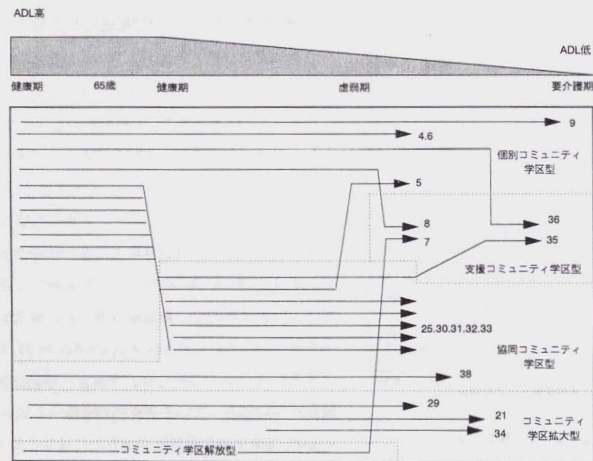 ADL高
ADL低
健康期 65歳 健康期 虚弱期 要介護期
9
4.6
個別コミュニティ
学区型
5
8
7
36
35
支援コミュニティ学区型
25.30.31.32.33
協同コミュニティ
学区型
38
29
21
34
コミュニティ
学区拡大型
コミュニティ学区解放型